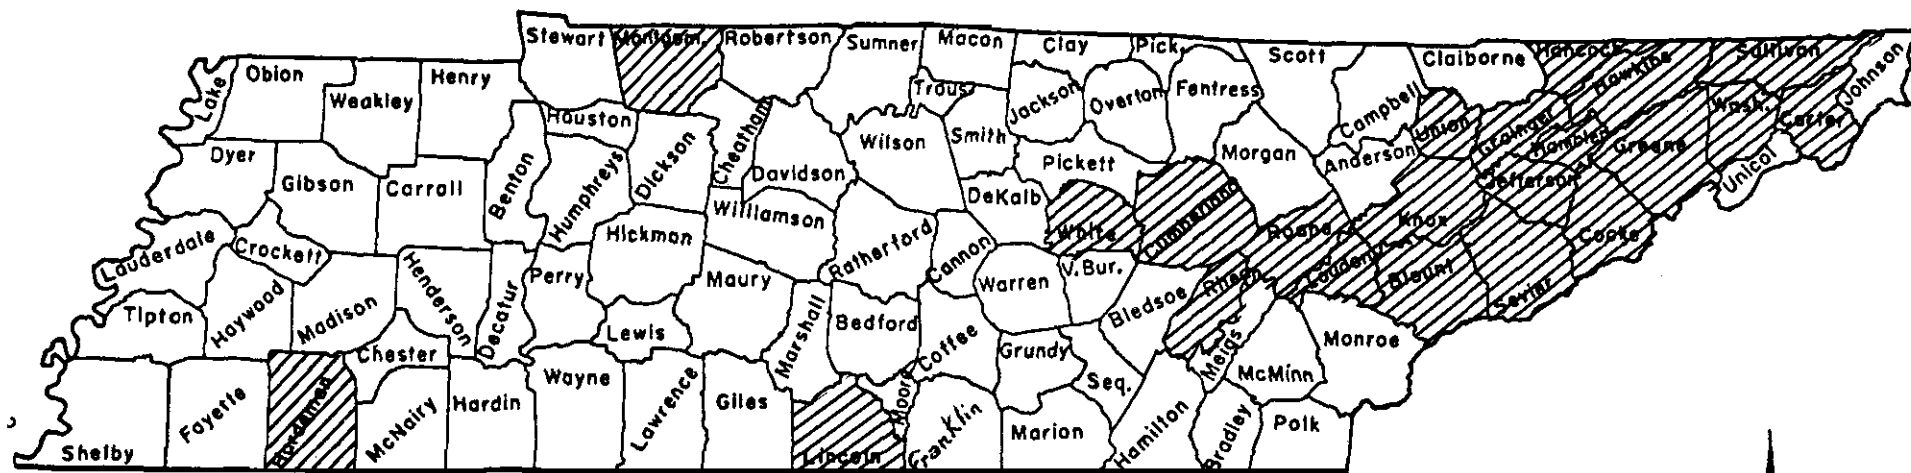 Stewart
Montgom.
Robertson
Sumner
Macon
Clay
Pick.
Scott
Claiborne
Hancock
Hawkins
Sullivan
Johnson
Lake
Obion
Weakley
Henry
Houston
Dickson
Cheatham
Trous.
Jackson
Overton
Fentress
Campbell
Union
Grainger
Hamblen
Greene
Wash.
Carter
Unicoi
Dyer
Gibson
Carroll
Benton
Humphreys
Davidson
Wilson
Smith
Pickett
Morgan
Anderson
Jefferson
Williamson
DeKalb
White
Cumberland
Roane
Knox
Cocke
Lauderdale
Crockett
Henderson
Decatur
Perry
Hickman
Maury
Ratherford
Cannon
Warren
V. Bur.
Bledsoe
Rhea
Loudon
Blount
Sevier
Tipton
Haywood
Madison
Chester
Lewis
Marshall
Bedford
Coffee
Grundy
Seq.
Meigs
McMinn
Monroe
Shelby
Fayette
Hardeman
McNairy
Hardin
Wayne
Lawrence
Giles
Lincoln
Moore
Franklin
Marion
Hamilton
Bradley
Polk